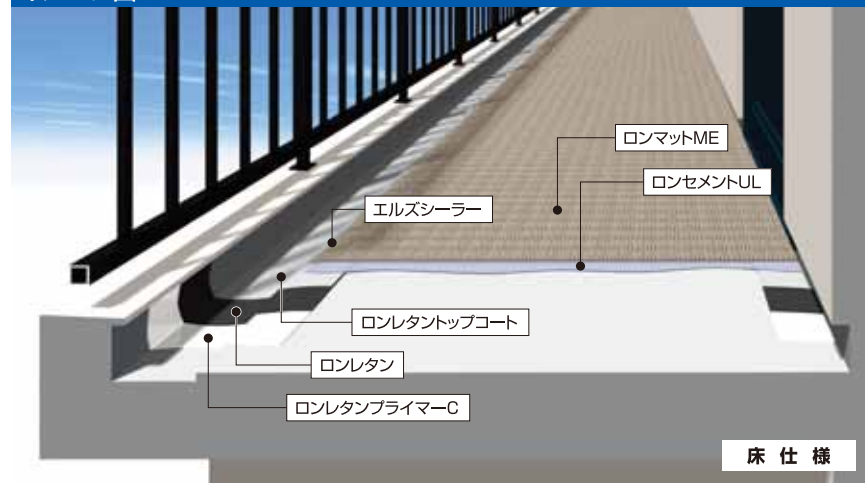 ロンマットME
ロンセメントUL
エルズシーラー
ロンレタントップコート
ロンレタン
ロンレタンプライマーC
床仕様